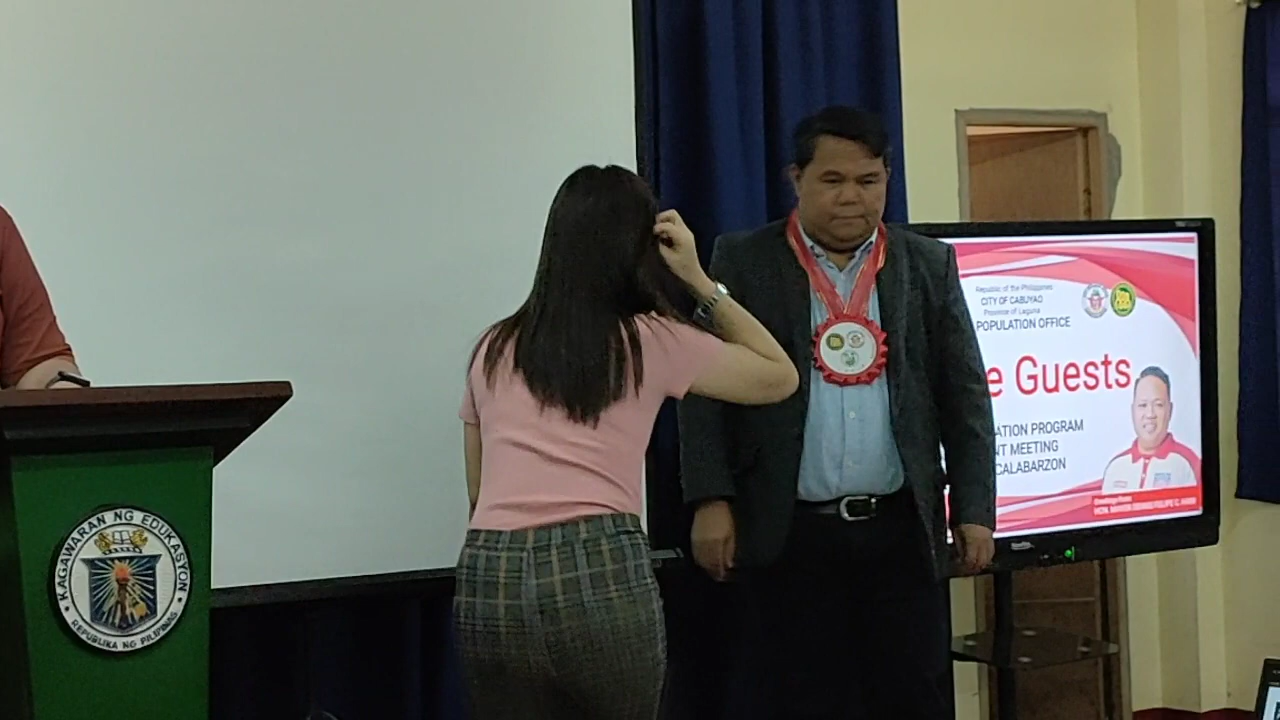 Republic of the Philippines
CITY OF CABUYAO
Province of Laguna
POPULATION OFFICE
e Guests
ATION PROGRAM
NT MEETING
CALABARZON
KAGAWARAN NG EDUKASYON
REPUBLIKA NG PILIPINAS